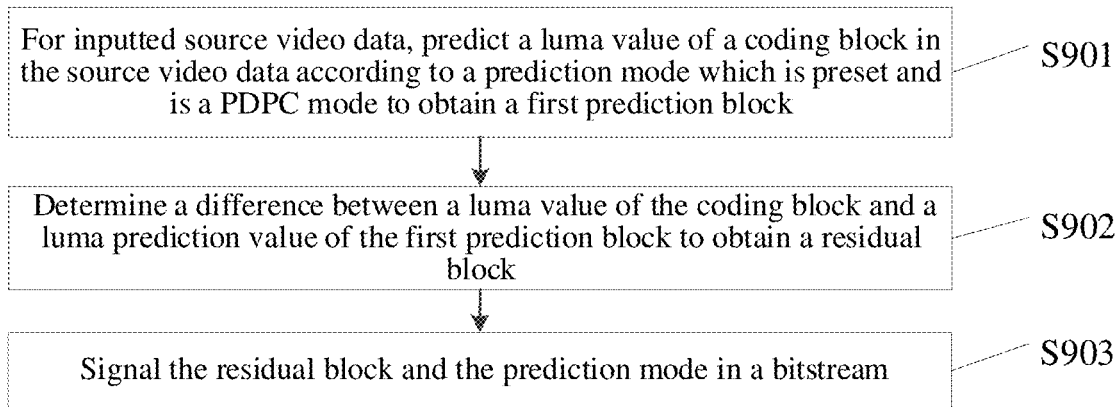 For inputted source video data, predict a luma value of a coding block in
the source video data according to a prediction mode which is preset and
is a PDPC mode to obtain a first prediction block
S901
Determine a difference between a luma value of the coding block and a
luma prediction value of the first prediction block to obtain a residual
block
S902
Signal the residual block and the prediction mode in a bitstream
S903